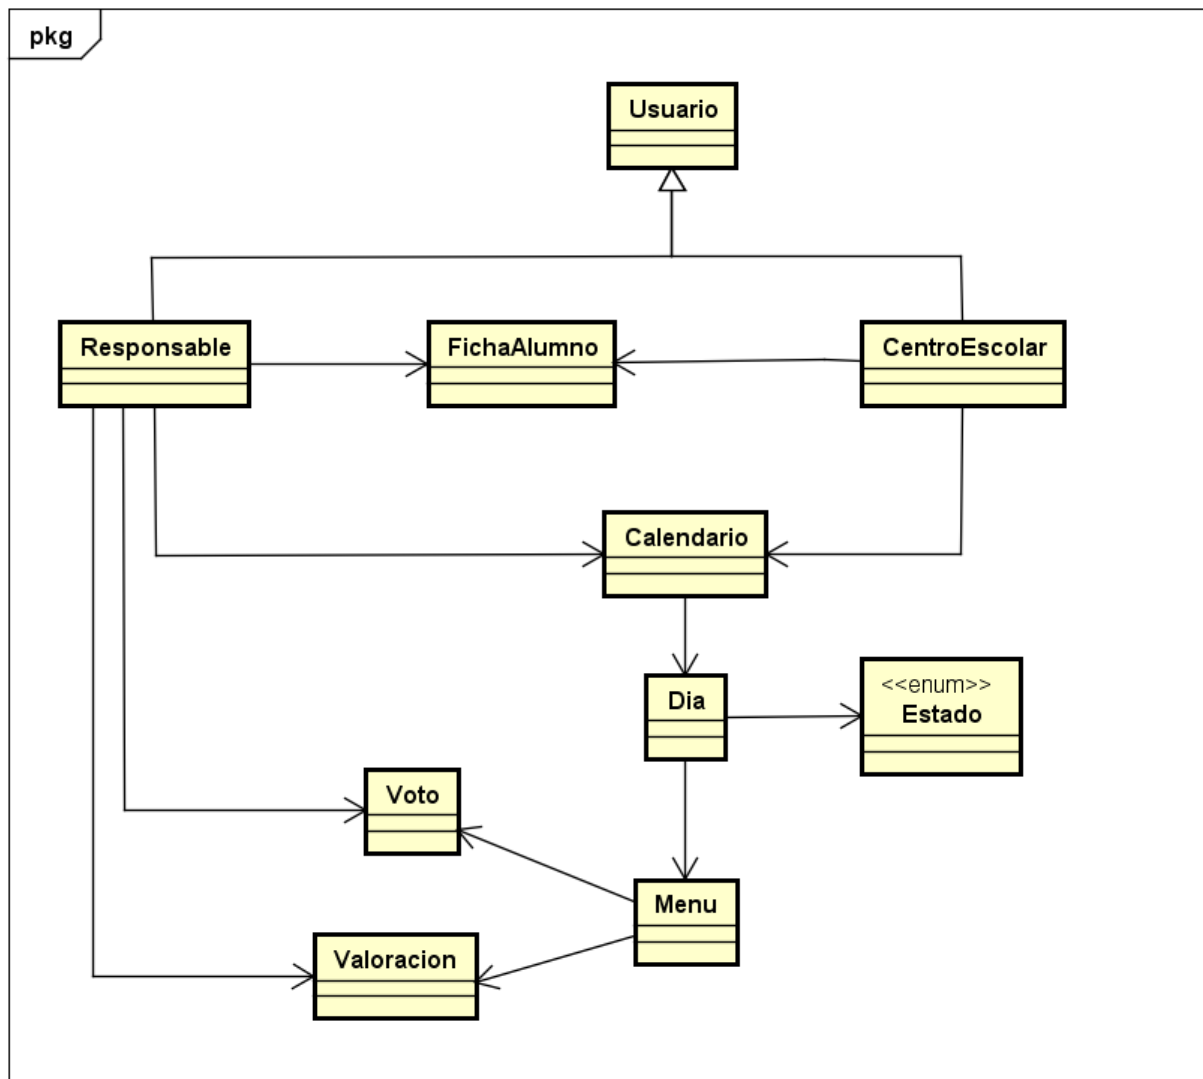 pkg
Usuario
Responsable
FichaAlumno
CentroEscolar
Calendario
Dia
<<enum>>
Estado
Voto
Menu
Valoracion